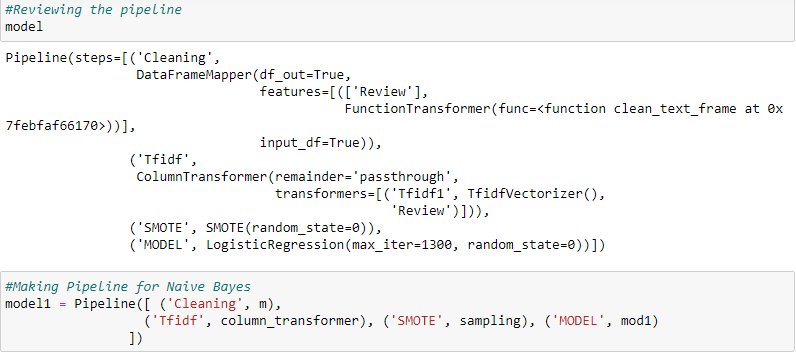 #Reviewing the pipeline
model
Pipeline(steps=[('Cleaning',
DataFrameMapper(df_out=True,
features=[(['Review'],
FunctionTransformer(func=<function clean_text_frame at 0x
7febfaf66170>))],
input_df=True)),
('Tfidf',
ColumnTransformer(remainder='passthrough',
transformers=[('Tfidf1', TfidfVectorizer(),
'Review')])),
('SMOTE', SMOTE(random_state=0)),
('MODEL', LogisticRegression(max_iter=1300, random_state=0))])
#Making Pipeline for Naive Bayes
model1 = Pipeline([ ('Cleaning', m),
('Tfidf', column_transformer), ('SMOTE', sampling), ('MODEL', mod1)
])